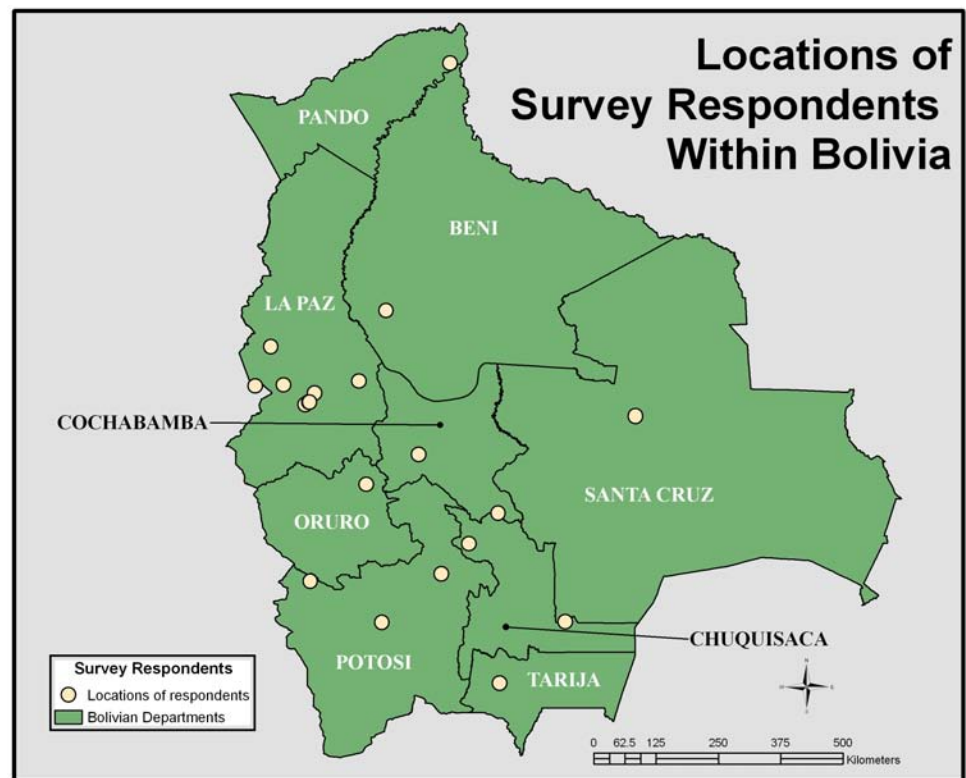 Locations of
Survey Respondents
Within Bolivia
PANDO
BENI
LA PAZ
COCHABAMBA
SANTA CRUZ
ORURO
CHUQUISACA
POTOSI
TARIJA
Survey Respondents
Locations of respondents
Bolivian Departments
N
0 62.5 125 250 375 500
Kilometers